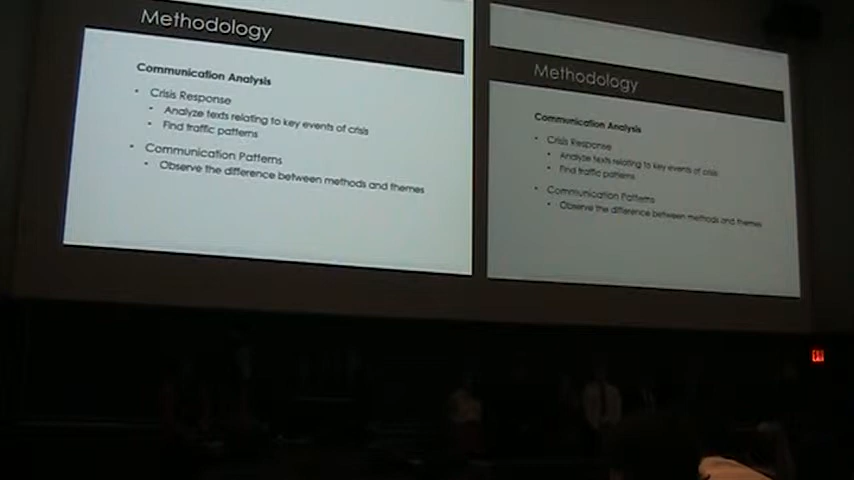 Methodology
Communication Analysis
• Crisis Response
• Analyze texts relating to key events of crisis
• Find traffic patterns
• Communication Patterns
• Observe the difference between methods and themes
Methodology
Communication Analysis
• Crisis Response
• Analyze texts relating to key events of crisis
• Find traffic patterns
• Communication Patterns
• Observe the difference between methods and themes